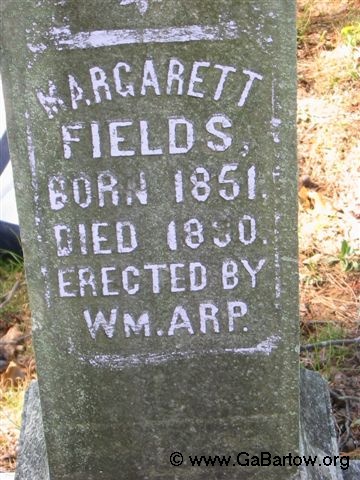 MARGARETT
FIELDS.
BORN 1851.
DIED
ERECTED BY
WM. ARP.
© www.GaBartow.org